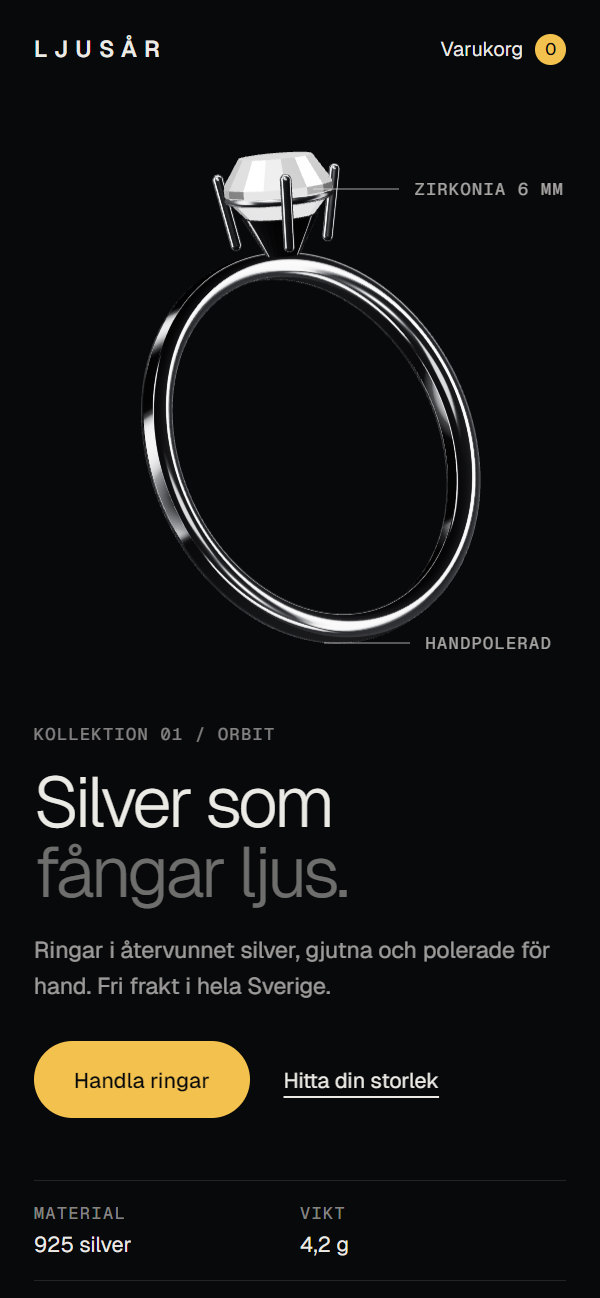 LJUSÅR
Varukorg 0
ZIRKONIA 6 MM
HANDPOLERAD
KOLLEKTION 01 / ORBIT
Silver som
fångar ljus.
Ringar i återvunnet silver, gjutna och polerade för
hand. Fri frakt i hela Sverige.
Handla ringar
Hitta din storlek
MATERIAL
925 silver
VIKT
4,2 g